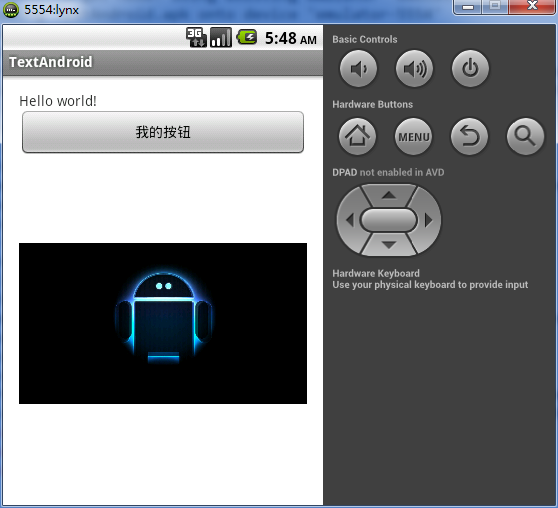 5554:lynx
3G
5:48 AM
TextAndroid
Hello world!
我的按钮
Basic Controls
Hardware Buttons
MENU
DPAD not enabled in AVD
Hardware Keyboard
Use your physical keyboard to provide input